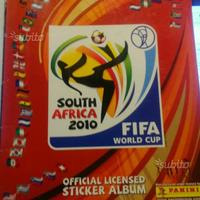 subito
SOUTH
AFRICA
2010
FIFA
WORLD CUP
subito
OFFICIAL LICENSED
STICKER ALBUM
PANINI